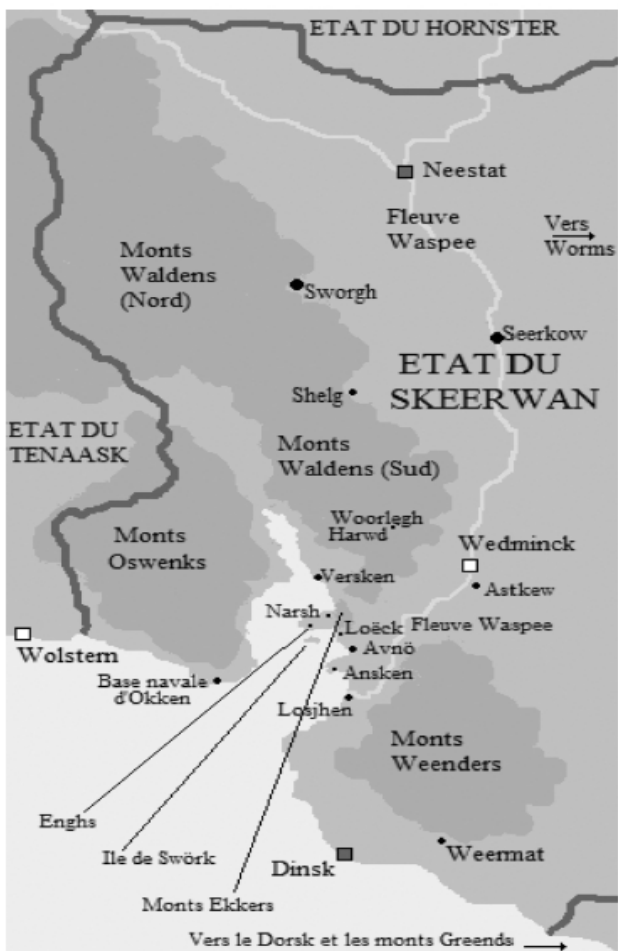 ETAT DU HORNSTER
Neestat
Fleuve
Waspee
Vers
Worms
Monts
Waldens
(Nord)
Sworgh
Seerkow
ETAT DU
SKEERWAN
Shelg
ETAT DU
TENAASK
Monts
Waldens (Sud)
Woorlegh
Harwd
Monts
Oswenks
Wedminck
Versken
Astkew
Narsh
Loëck
Fleuve Waspee
Wolstern
Avnö
Base navale
d'Okken
Ansken
Losjhen
Monts
Weenders
Enghs
Ile de Swörk
Dinsk
Weermat
Monts Ekkers
Vers le Dorsk et les monts Greends